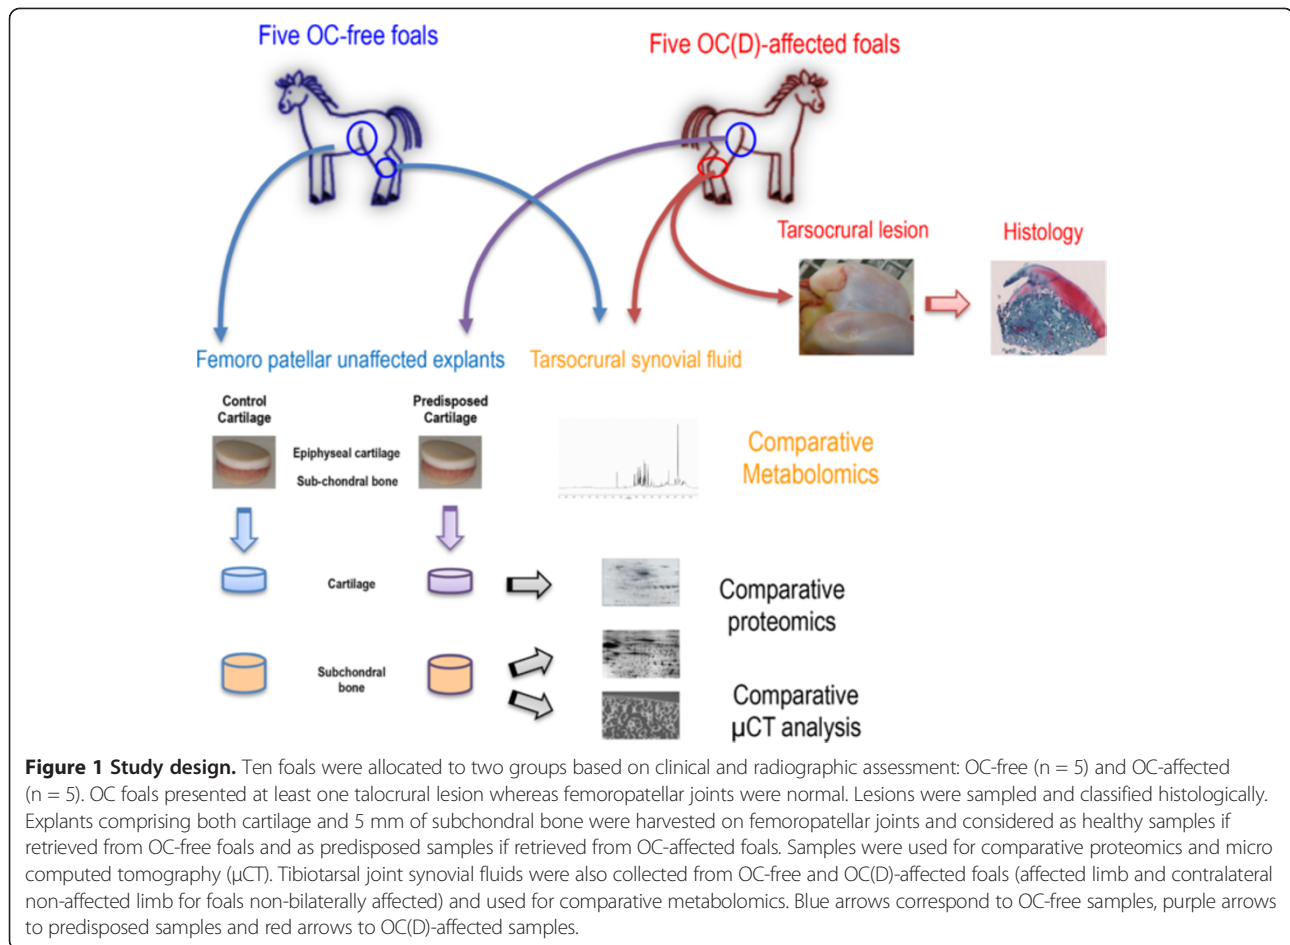 Five OC-free foals
Five OC(D)-affected foals
Tarsocrural lesion
Histology
Femoro patellar unaffected explants
Tarsocrural synovial fluid
Control
Cartilage
Predisposed
Cartilage
Epiphyseal cartilage
Sub-chondral bone
Comparative
Metabolomics
Cartilage
Comparative
proteomics
Subchondral
bone
Comparative
µCT analysis
Figure 1 Study design. Ten foals were allocated to two groups based on clinical and radiographic assessment: OC-free (n = 5) and OC-affected
(n = 5). OC foals presented at least one talocrural lesion whereas femoropatellar joints were normal. Lesions were sampled and classified histologically.
Explants comprising both cartilage and 5 mm of subchondral bone were harvested on femoropatellar joints and considered as healthy samples if
retrieved from OC-free foals and as predisposed samples if retrieved from OC-affected foals. Samples were used for comparative proteomics and micro
computed tomography (µCT). Tibiotarsal joint synovial fluids were also collected from OC-free and OC(D)-affected foals (affected limb and contralateral
non-affected limb for foals non-bilaterally affected) and used for comparative metabolomics. Blue arrows correspond to OC-free samples, purple arrows
to predisposed samples and red arrows to OC(D)-affected samples.